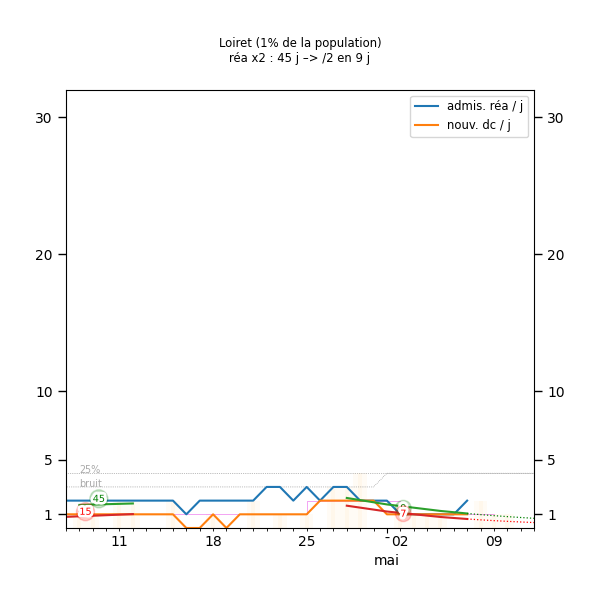 Loiret (1% de la population)
réa x2 : 45 j –> /2 en 9 j
admis. réa / j
nouv. dc / j
30 30
20 20
10 10
5 5
1 1
25%
bruit
45
15
7
11 18 25 02 09
mai